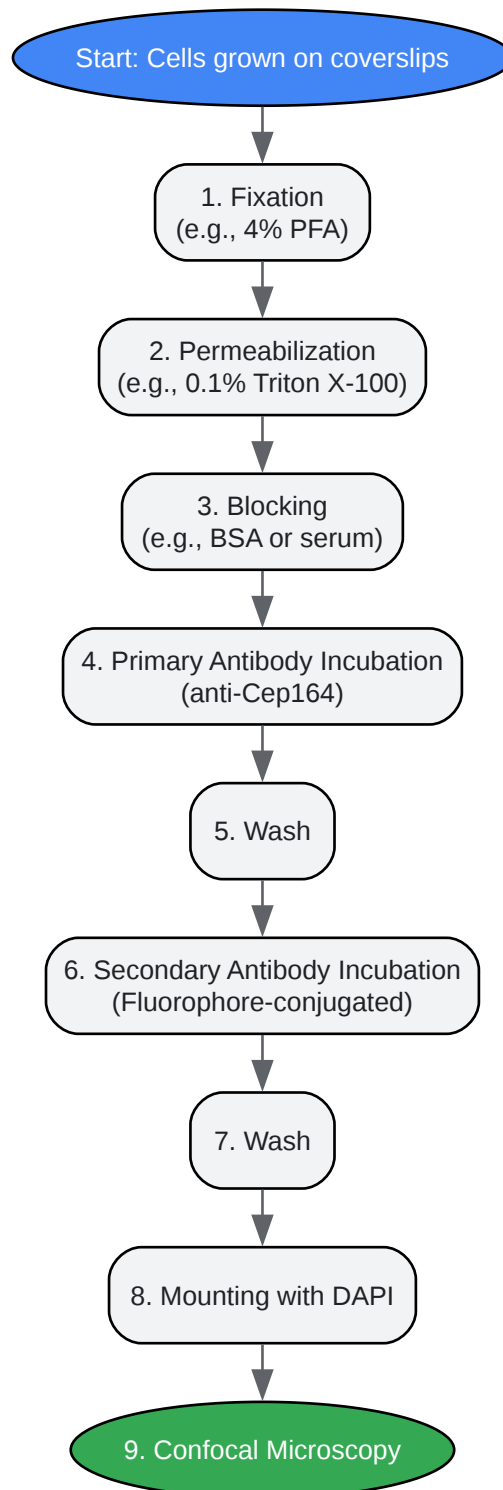 Start: Cells grown on coverslips
1. Fixation
(e.g., 4% PFA)
2. Permeabilization
(e.g., 0.1% Triton X-100)
3. Blocking
(e.g., BSA or serum)
4. Primary Antibody Incubation
(anti-Cep164)
5. Wash
6. Secondary Antibody Incubation
(Fluorophore-conjugated)
7. Wash
8. Mounting with DAPI
9. Confocal Microscopy